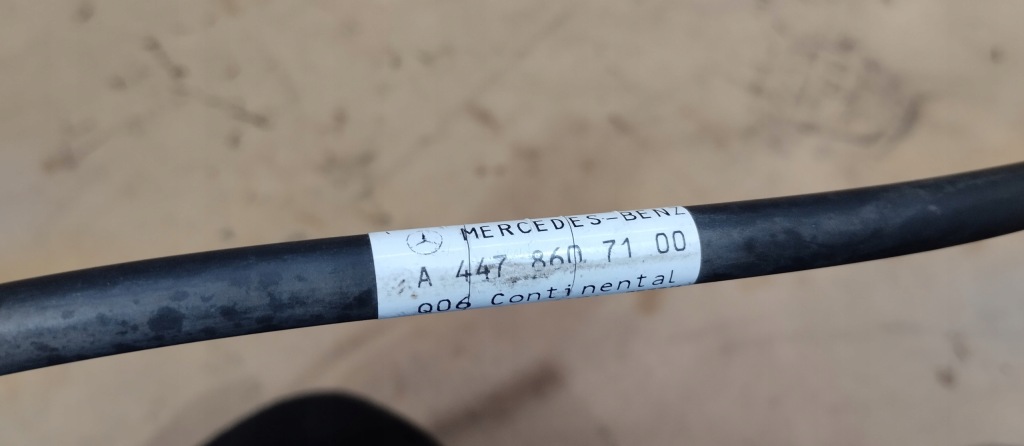 MERCEDES-BENZ
A 447 860 71 00
Q06 Continental